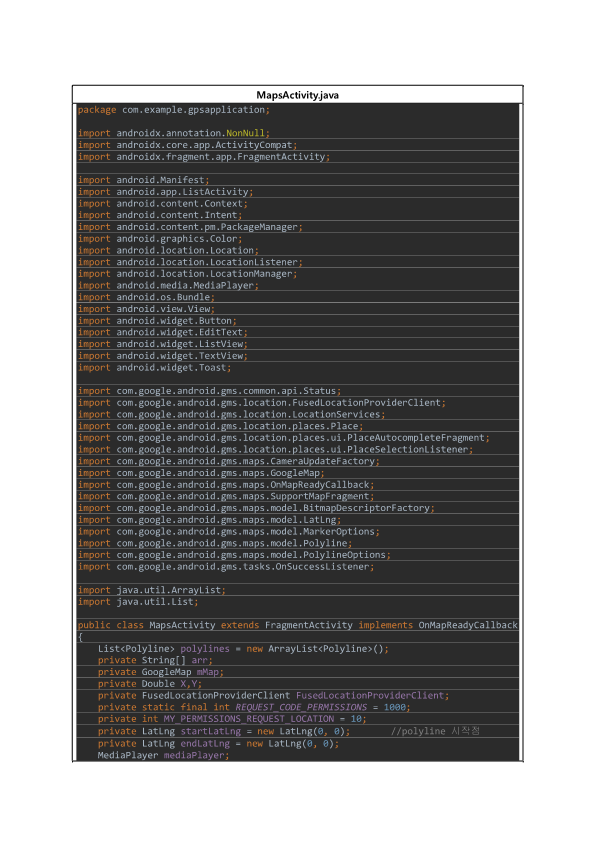 MapsActivity.java
package com.example.gpsapplication;
import androidx.annotation.NonNull;
import androidx.core.app.ActivityCompat;
import androidx.fragment.app.FragmentActivity;
import android.Manifest;
import android.app.ListActivity;
import android.content.Context;
import android.content.Intent;
import android.content.pm.PackageManager;
import android.graphics.Color;
import android.location.Location;
import android.location.LocationListener;
import android.location.LocationManager;
import android.media.MediaPlayer;
import android.os.Bundle;
import android.view.View;
import android.widget.Button;
import android.widget.EditText;
import android.widget.ListView;
import android.widget.TextView;
import android.widget.Toast;
import com.google.android.gms.common.api.Status;
import com.google.android.gms.location.FusedLocationProviderClient;
import com.google.android.gms.location.LocationServices;
import com.google.android.gms.location.places.Place;
import com.google.android.gms.location.places.ui.PlaceAutocompleteFragment;
import com.google.android.gms.location.places.ui.PlaceSelectionListener;
import com.google.android.gms.maps.CameraUpdateFactory;
import com.google.android.gms.maps.GoogleMap;
import com.google.android.gms.maps.OnMapReadyCallback;
import com.google.android.gms.maps.SupportMapFragment;
import com.google.android.gms.maps.model.BitmapDescriptorFactory;
import com.google.android.gms.maps.model.LatLng;
import com.google.android.gms.maps.model.MarkerOptions;
import com.google.android.gms.maps.model.Polyline;
import com.google.android.gms.maps.model.PolylineOptions;
import com.google.android.gms.tasks.OnSuccessListener;
import java.util.ArrayList;
import java.util.List;
public class MapsActivity extends FragmentActivity implements OnMapReadyCallback
{
List<Polyline> polylines = new ArrayList<Polyline>();
private String[] arr;
private GoogleMap mMap;
private Double X,Y;
private FusedLocationProviderClient FusedLocationProviderClient;
private static final int REQUEST_CODE_PERMISSIONS = 1000;
private int MY_PERMISSIONS_REQUEST_LOCATION = 10;
private LatLng startLatLng = new LatLng(0, 0); //polyline 시작점
private LatLng endLatLng = new LatLng(0, 0);
MediaPlayer mediaPlayer;